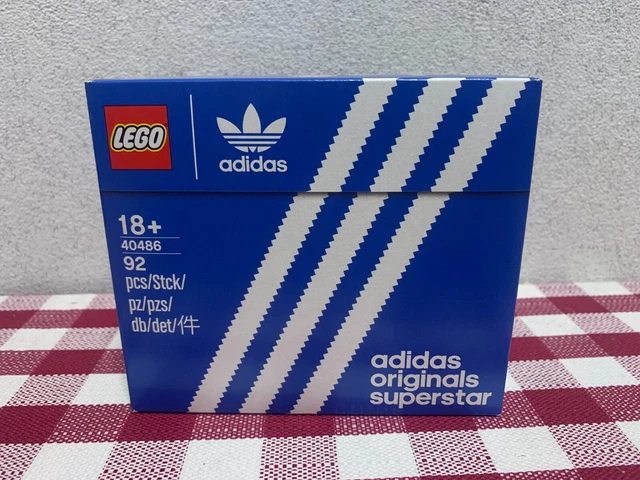 LEGO
adidas
18+
40486
92
pcs/Stck/
pz/pzs/
db/det/件
adidas
originals
superstar